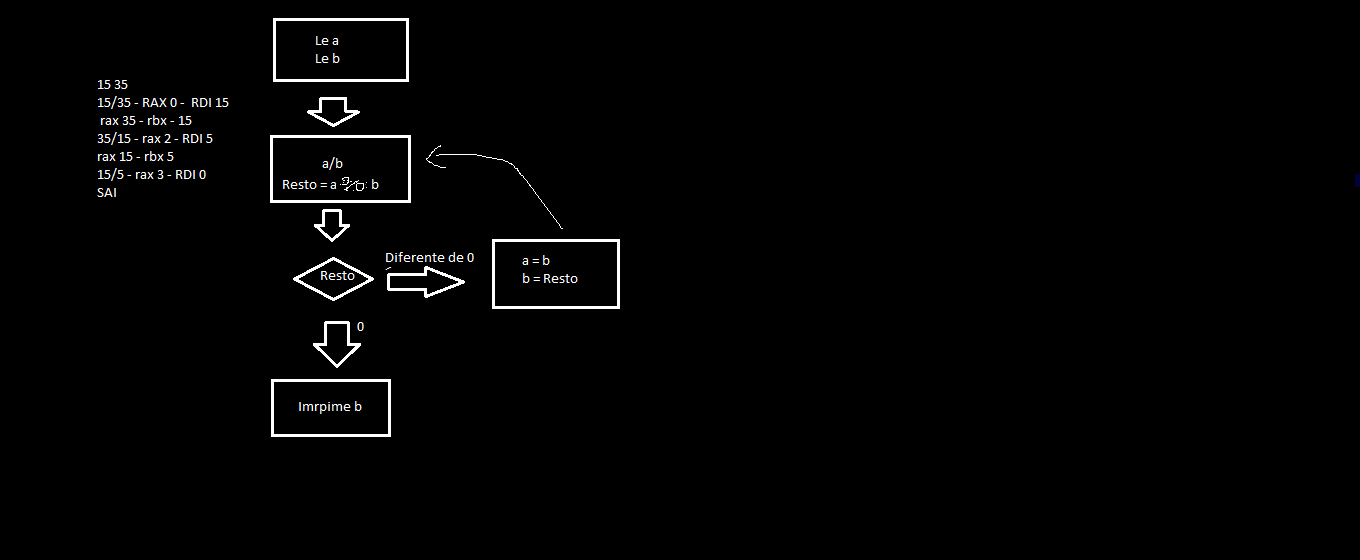 Le a
Le b
15 35
15/35 - RAX 0 - RDI 15
rax 35 - rbx - 15
35/15 - rax 2 - RDI 5
rax 15 - rbx 5
15/5 - rax 3 - RDI 0
SAI
a/b
Resto = a % b
Resto
Diferente de 0
a = b
b = Resto
0
Imrpime b